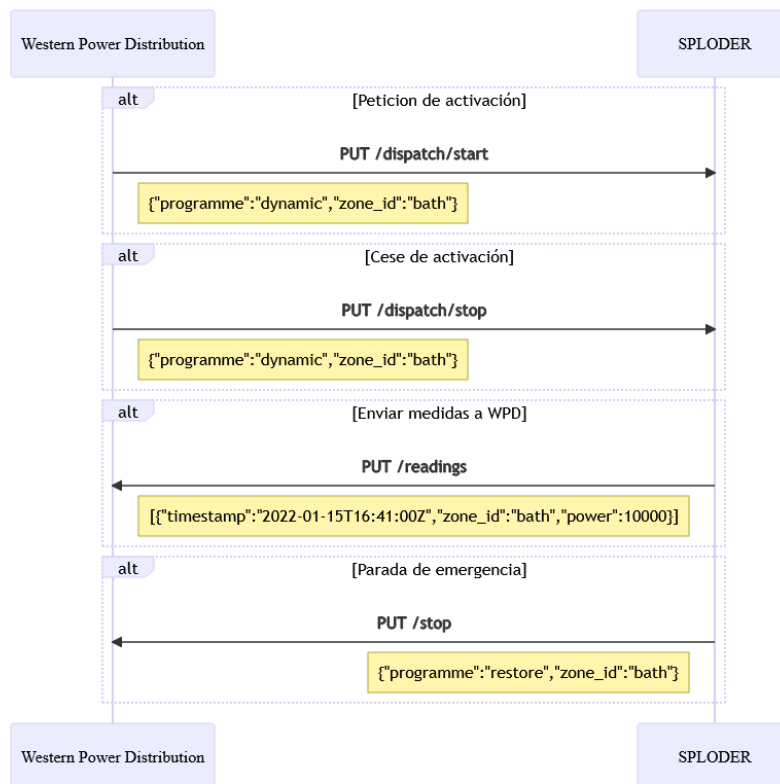 Western Power Distribution
SPLODER
alt
[Peticion de activación]
PUT /dispatch/start
{"programme":"dynamic","zone_id":"bath"}
alt
[Cese de activación]
PUT /dispatch/stop
{"programme":"dynamic","zone_id":"bath"}
alt
[Enviar medidas a WPD]
PUT /readings
[{"timestamp":"2022-01-15T16:41:00Z","zone_id":"bath","power":10000}]
alt
[Parada de emergencia]
PUT /stop
{"programme":"restore","zone_id":"bath"}
Western Power Distribution
SPLODER